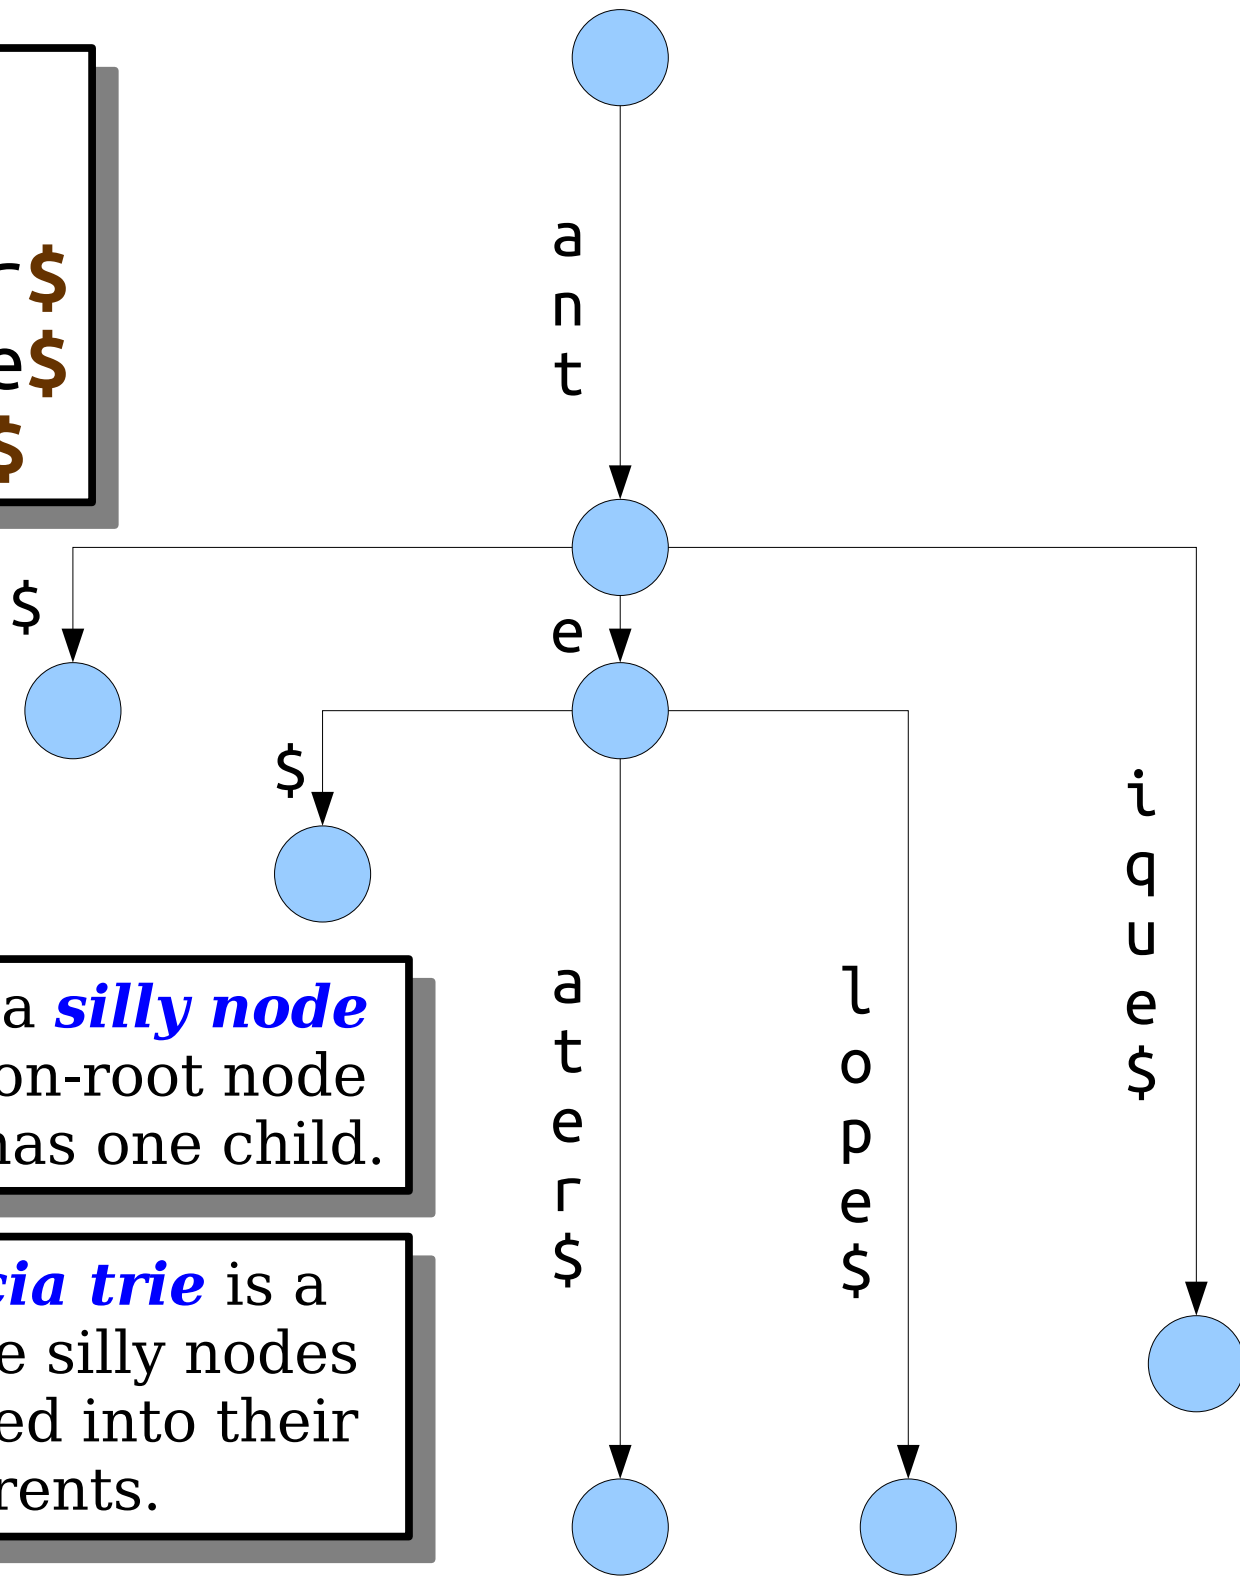 r$
e$
$
a
n
t
$
e
$
a
t
e
r
$
l
o
p
e
$
i
q
u
e
$
a silly node
on-root node
has one child.
cia trie is a
e silly nodes
ed into their
rents.